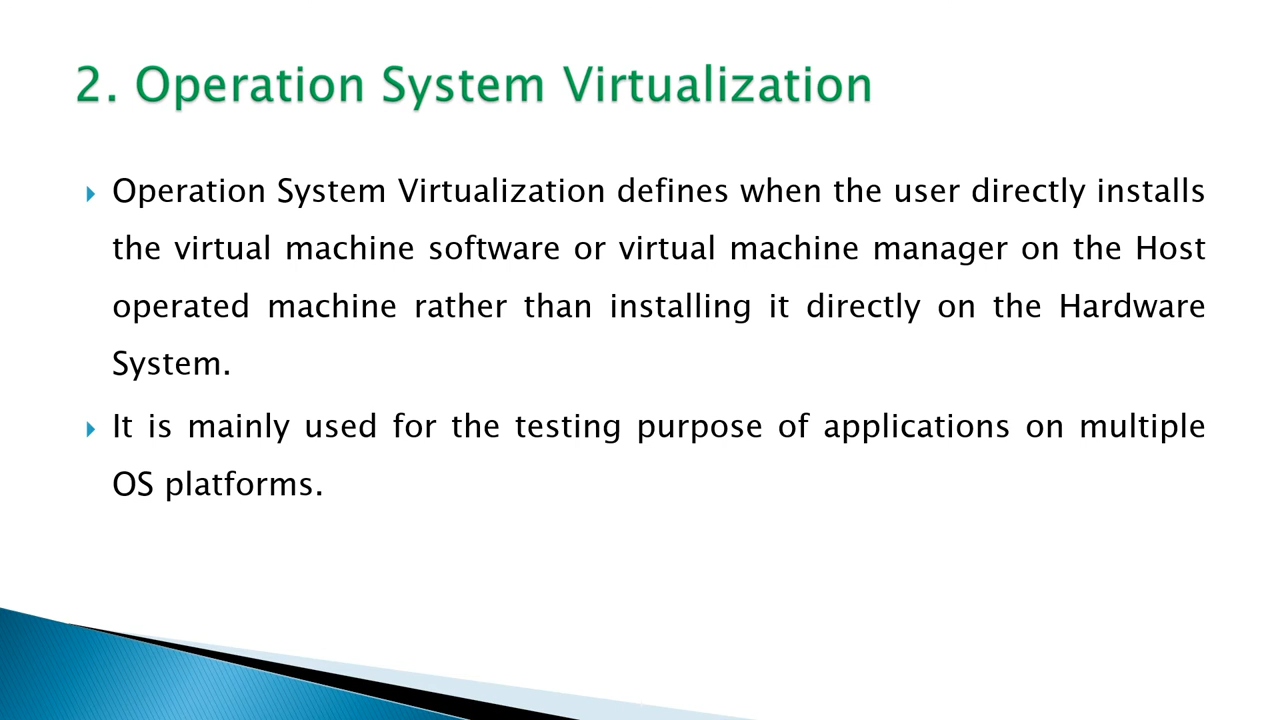 2. Operation System Virtualization
Operation System Virtualization defines when the user directly installs
the virtual machine software or virtual machine manager on the Host
operated machine rather than installing it directly on the Hardware
System.
It is mainly used for the testing purpose of applications on multiple
OS platforms.